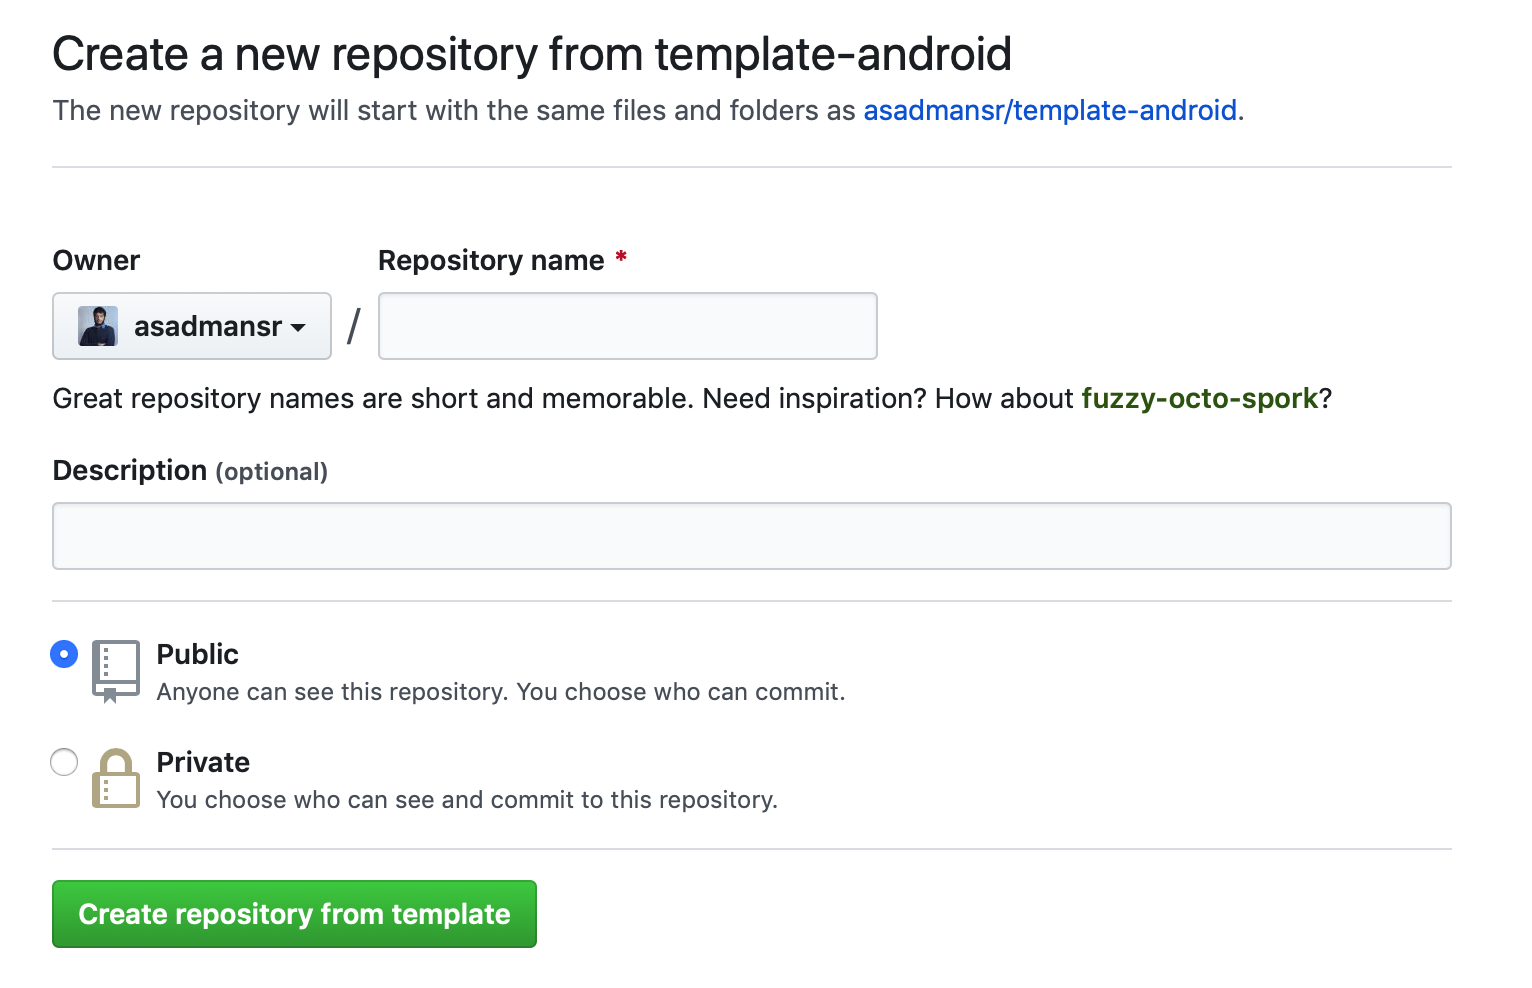 Create a new repository from template-android
The new repository will start with the same files and folders as asadmansr/template-android.
Owner
Repository name *
asadmansr /
Great repository names are short and memorable. Need inspiration? How about fuzzy-octo-spork?
Description (optional)
Public
Anyone can see this repository. You choose who can commit.
Private
You choose who can see and commit to this repository.
Create repository from template